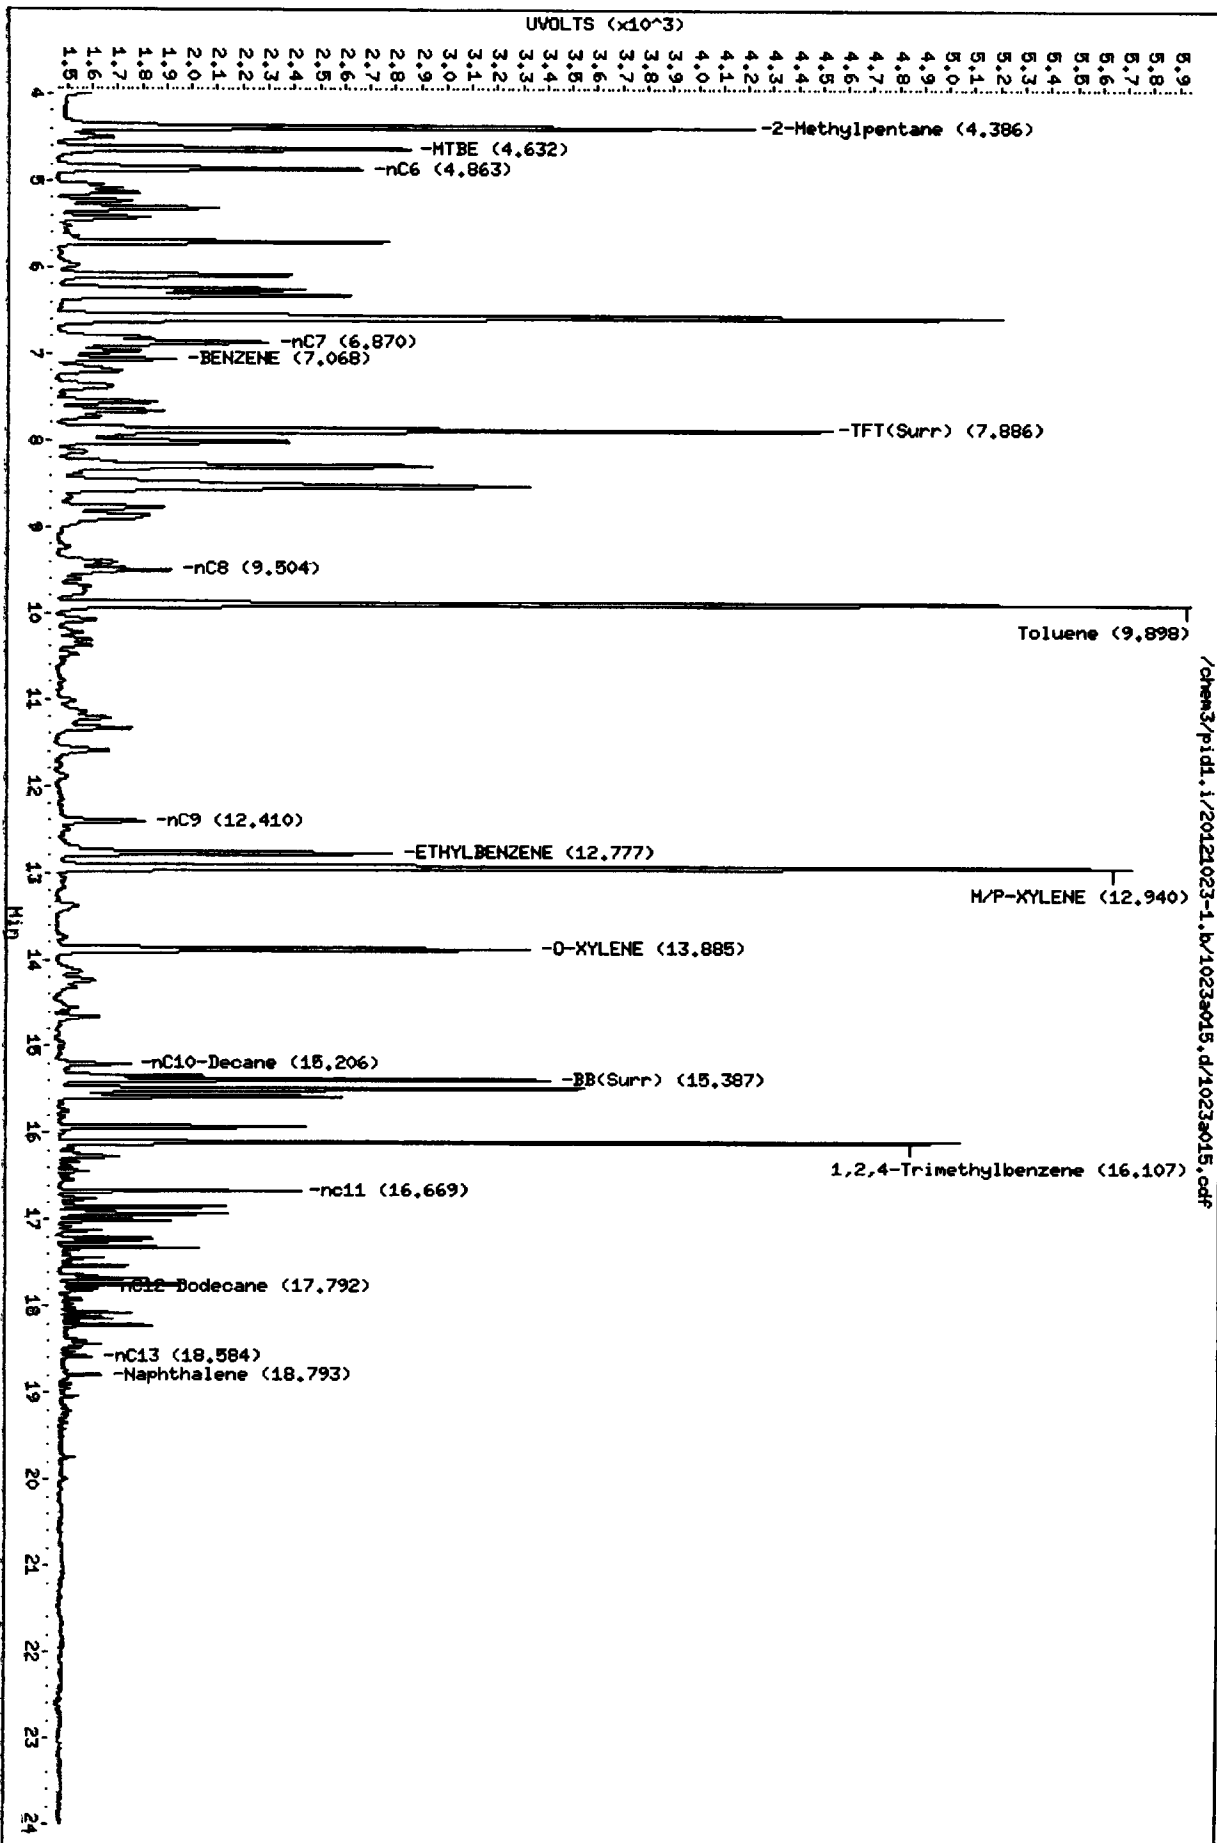 UVOLTS (x10^3)
1.5 1.6 1.7 1.8 1.9 2.0 2.1 2.2 2.3 2.4 2.5 2.6 2.7 2.8 2.9 3.0 3.1 3.2 3.3 3.4 3.5 3.6 3.7 3.8 3.9 4.0 4.1 4.2 4.3 4.4 4.5 4.6 4.7 4.8 4.9 5.0 5.1 5.2 5.3 5.4 5.5 5.6 5.7 5.8 5.9
4
-2-Methylpentane (4.386)
-MTBE (4.632)
-nC6 (4.863)
5
6
-nC7 (6.870)
7
-BENZENE (7.068)
-TFT(Surr) (7.886)
8
9
-nC8 (9.504)
10
Toluene (9.898)
11
12
-nC9 (12.410)
-ETHYLBENZENE (12.777)
13
M/P-XYLENE (12.940)
-O-XYLENE (13.885)
14
15
-nC10-Decane (15.206)
-BB(Surr) (15.387)
16
1,2,4-Trimethylbenzene (16.107)
-nc11 (16.669)
17
-nC12-Dodecane (17.792)
18
-nC13 (18.584)
-Naphthalene (18.793)
19
20
21
22
23
24
Min
/chem3/pid1.i/20121023-1.b/1023a015.d/1023a015.cdf